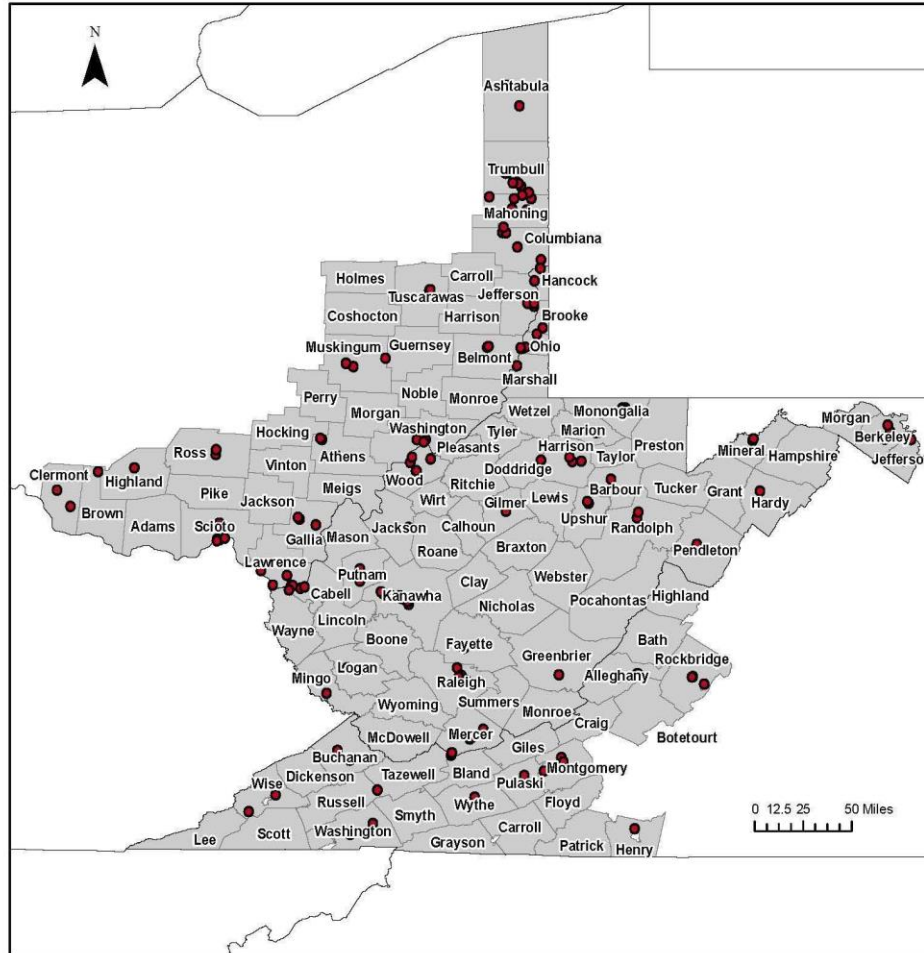 N
Ashtabula
Trumbull
Mahoning
Columbiana
Holmes
Carroll
Hancock
Tuscarawas
Jefferson
Coshocton
Harrison
Brooke
Muskingum
Guernsey
Belmont
Ohio
Marshall
Perry
Noble
Monroe
Morgan
Wetzel
Monongalia
Hocking
Washington
Tyler
Marion
Morgan
Ross
Athens
Pleasants
Harrison
Taylor
Preston
Mineral
Berkeley
Jefferso
Vinton
Doddridge
Hampshire
Clermont
Highland
Wood
Ritchie
Barbour
Tucker
Grant
Pike
Meigs
Wirt
Gilmer
Lewis
Hardy
Brown
Jackson
Upshur
Adams
Scioto
Gallia
Mason
Jackson
Calhoun
Randolph
Roane
Braxton
Pendleton
Lawrence
Putnam
Clay
Webster
Cabell
Kanawha
Highland
Nicholas
Pocahontas
Wayne
Lincoln
Boone
Fayette
Bath
Greenbrier
Rockbridge
Logan
Mingo
Raleigh
Alleghany
Wyoming
Summers
Monroe
Craig
McDowell
Mercer
Botetourt
Giles
Buchanan
Montgomery
Wise
Dickenson
Tazewell
Bland
Pulaski
Russell
Wythe
Floyd
0 12.5 25 50 Miles
Smyth
Lee
Scott
Washington
Carroll
Grayson
Patrick
Henry